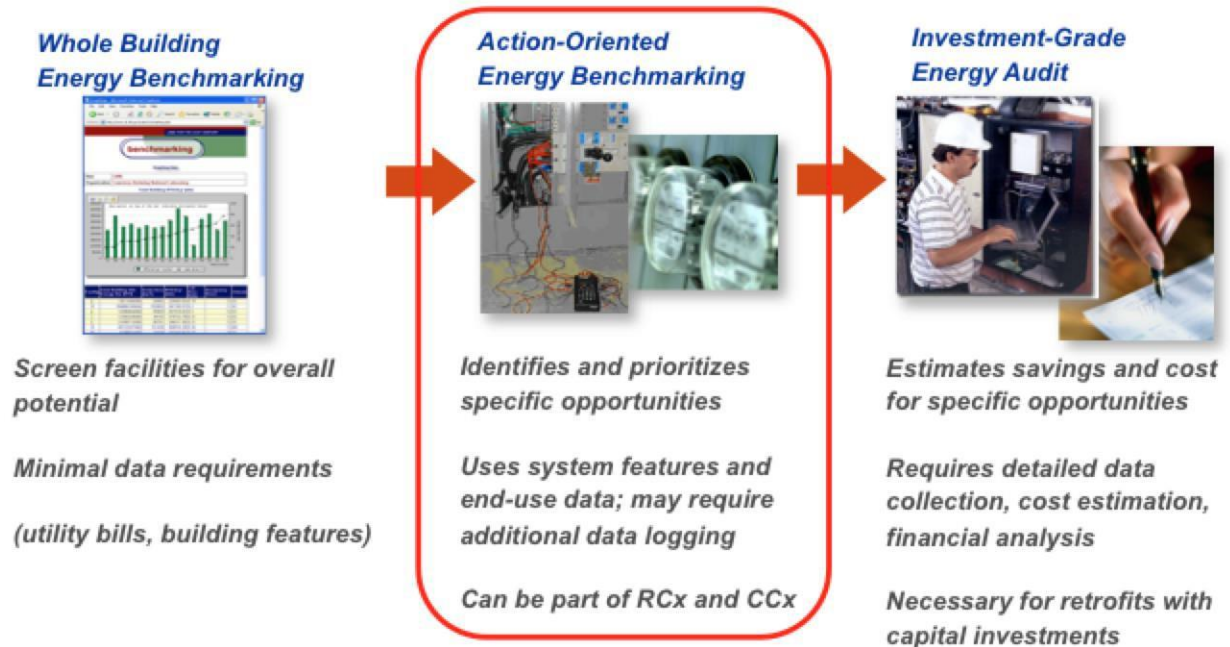 Whole Building
Energy Benchmarking
benchmarking
Screen facilities for overall
potential
Minimal data requirements
(utility bills, building features)
Action-Oriented
Energy Benchmarking
Identifies and prioritizes
specific opportunities
Uses system features and
end-use data; may require
additional data logging
Can be part of RCx and CCx
Investment-Grade
Energy Audit
Estimates savings and cost
for specific opportunities
Requires detailed data
collection, cost estimation,
financial analysis
Necessary for retrofits with
capital investments